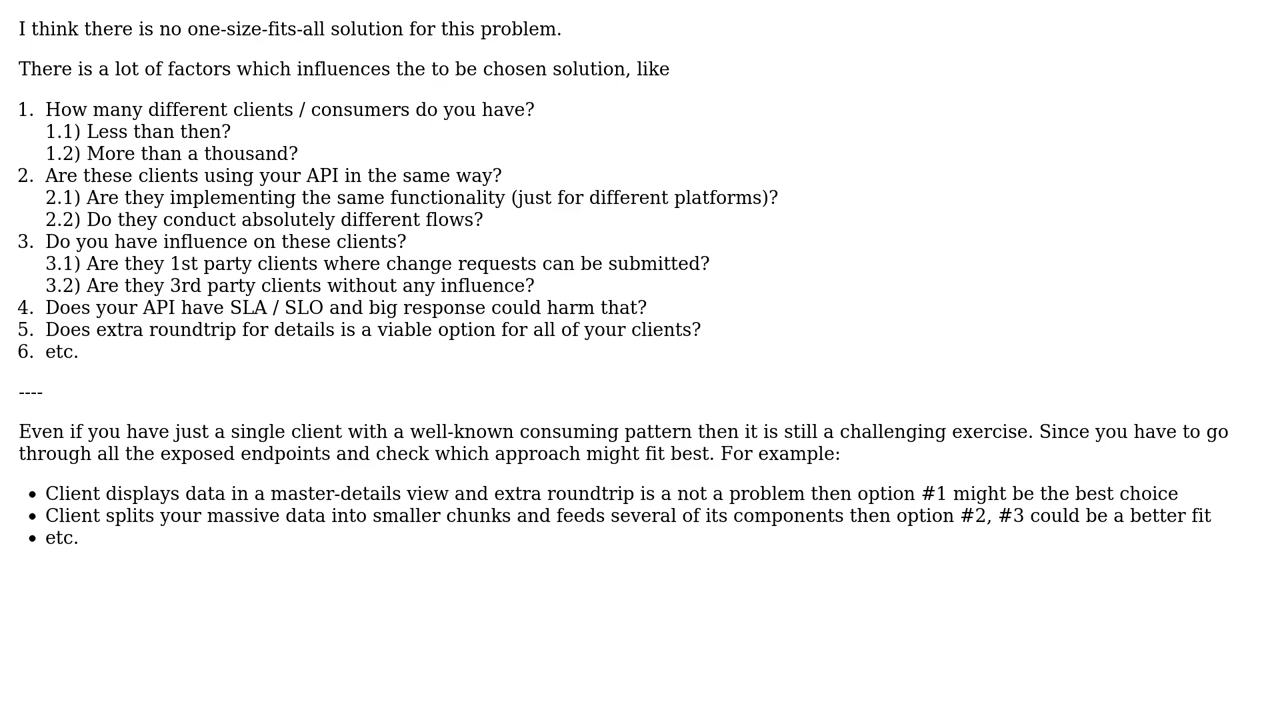 I think there is no one-size-fits-all solution for this problem.
There is a lot of factors which influences the to be chosen solution, like
1. How many different clients / consumers do you have?
1.1) Less than then?
1.2) More than a thousand?
2. Are these clients using your API in the same way?
2.1) Are they implementing the same functionality (just for different platforms)?
2.2) Do they conduct absolutely different flows?
3. Do you have influence on these clients?
3.1) Are they 1st party clients where change requests can be submitted?
3.2) Are they 3rd party clients without any influence?
4. Does your API have SLA / SLO and big response could harm that?
5. Does extra roundtrip for details is a viable option for all of your clients?
6. etc.
----
Even if you have just a single client with a well-known consuming pattern then it is still a challenging exercise. Since you have to go
through all the exposed endpoints and check which approach might fit best. For example:
• Client displays data in a master-details view and extra roundtrip is a not a problem then option #1 might be the best choice
• Client splits your massive data into smaller chunks and feeds several of its components then option #2, #3 could be a better fit
• etc.